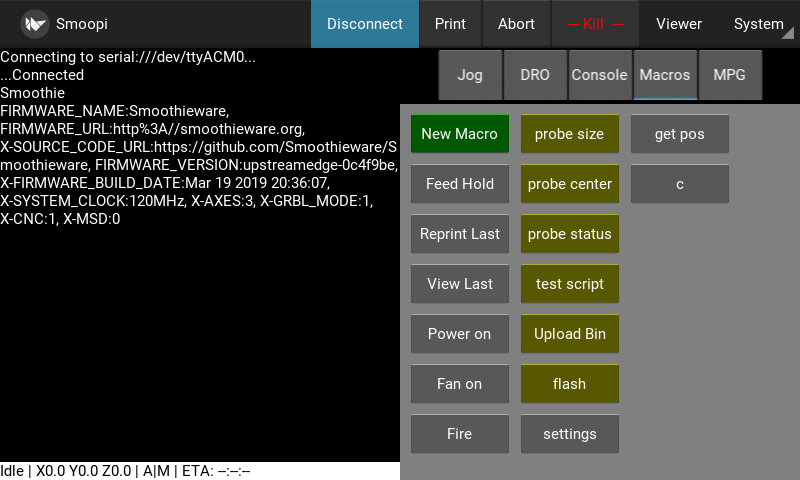 Smoopi Disconnect Print Abort — Kill — Viewer System
Connecting to serial:///dev/ttyACM0...
...Connected
Smoothie
FIRMWARE_NAME:Smoothieware,
FIRMWARE_URL:http%3A//smoothieware.org,
X-SOURCE_CODE_URL:https://github.com/Smoothieware/S
moothieware, FIRMWARE_VERSION:upstreamedge-0c4f9be,
X-FIRMWARE_BUILD_DATE:Mar 19 2019 20:36:07,
X-SYSTEM_CLOCK:120MHz, X-AXES:3, X-GRBL_MODE:1,
X-CNC:1, X-MSD:0
Idle | X0.0 Y0.0 Z0.0 | A|M | ETA: --:--:--
Jog DRO Console Macros MPG
New Macro probe size get pos
Feed Hold probe center c
Reprint Last probe status
View Last test script
Power on Upload Bin
Fan on flash
Fire settings